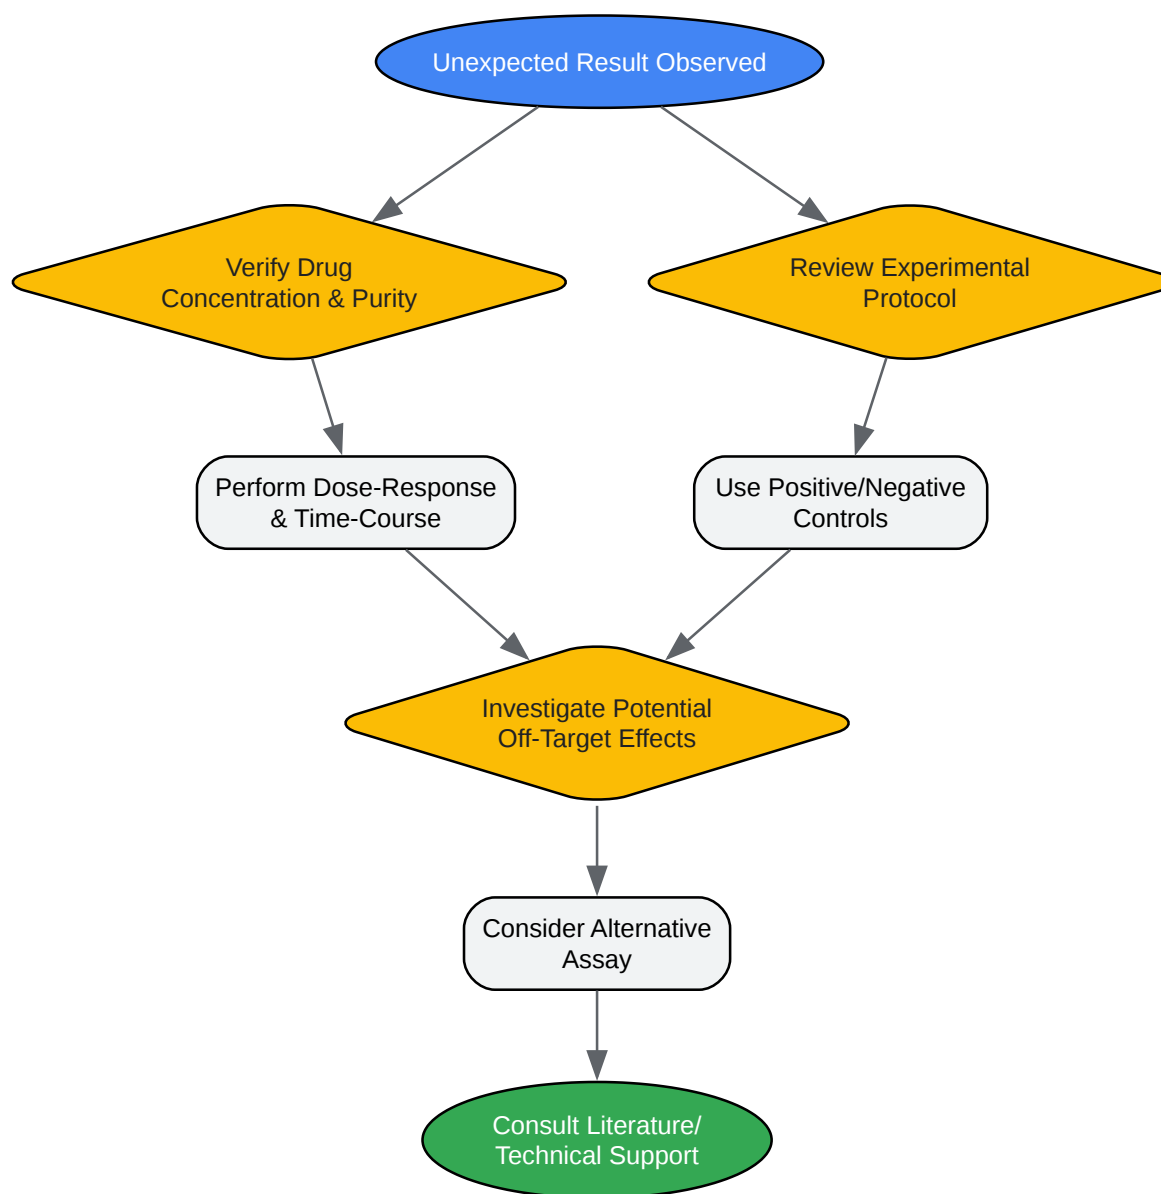 Unexpected Result Observed
Verify Drug
Concentration & Purity
Review Experimental
Protocol
Perform Dose-Response
& Time-Course
Use Positive/Negative
Controls
Investigate Potential
Off-Target Effects
Consider Alternative
Assay
Consult Literature/
Technical Support